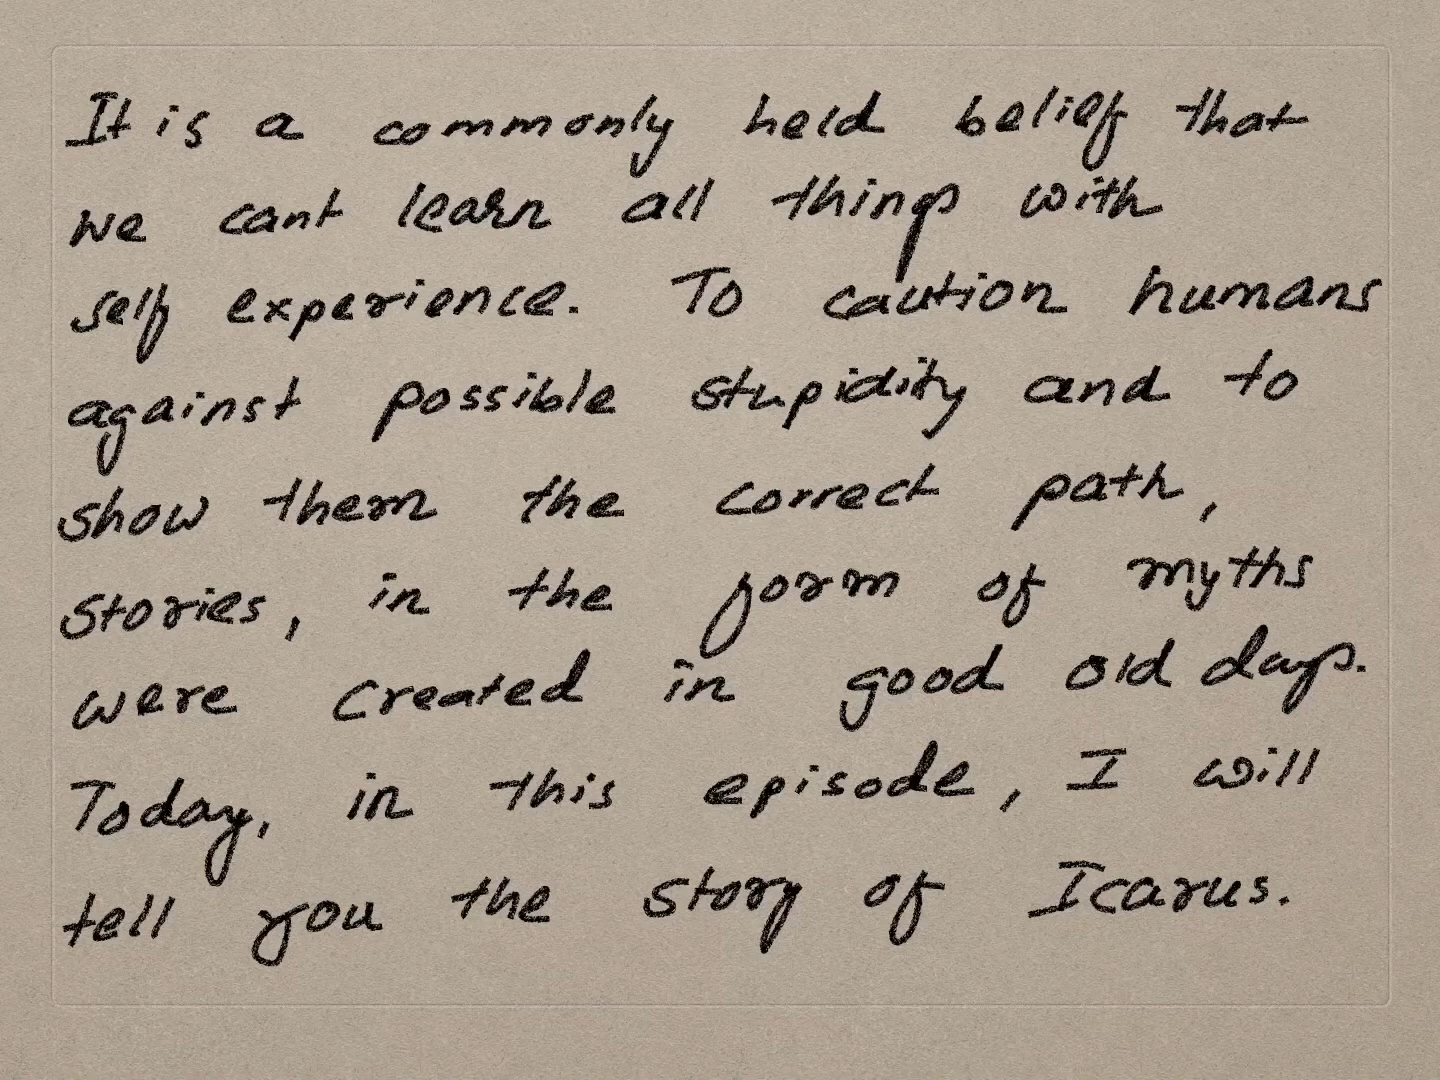 It is a commonly held belief that
we cant learn all things with
self experience. To caution humans
against possible stupidity and to
show them the correct path,
stories, in the form of myths
were created in good old days.
Today, in this episode, I will
tell you the story of Icarus.